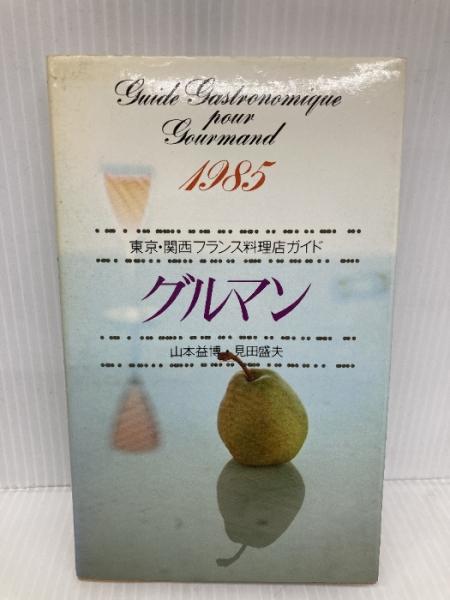 Guide Gastronomique
pour
Gourmand
1985
東京・関西フランス料理店ガイド
グルマン
山本益博・見田盛夫